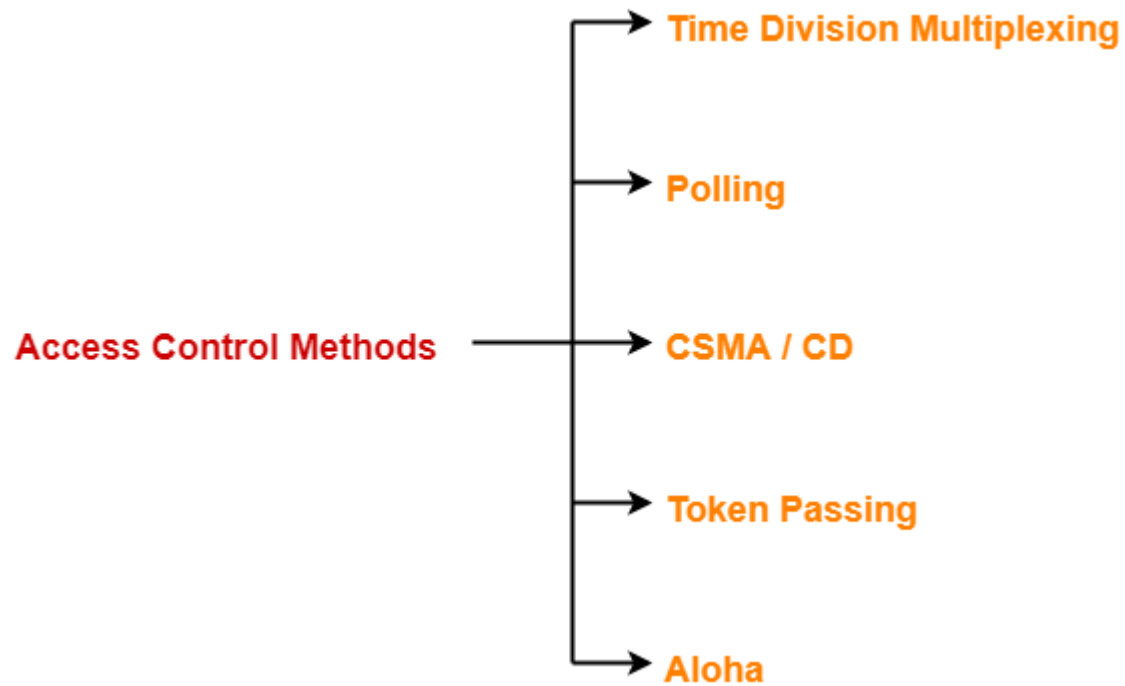 Time Division Multiplexing
Polling
Access Control Methods
CSMA / CD
Token Passing
Aloha